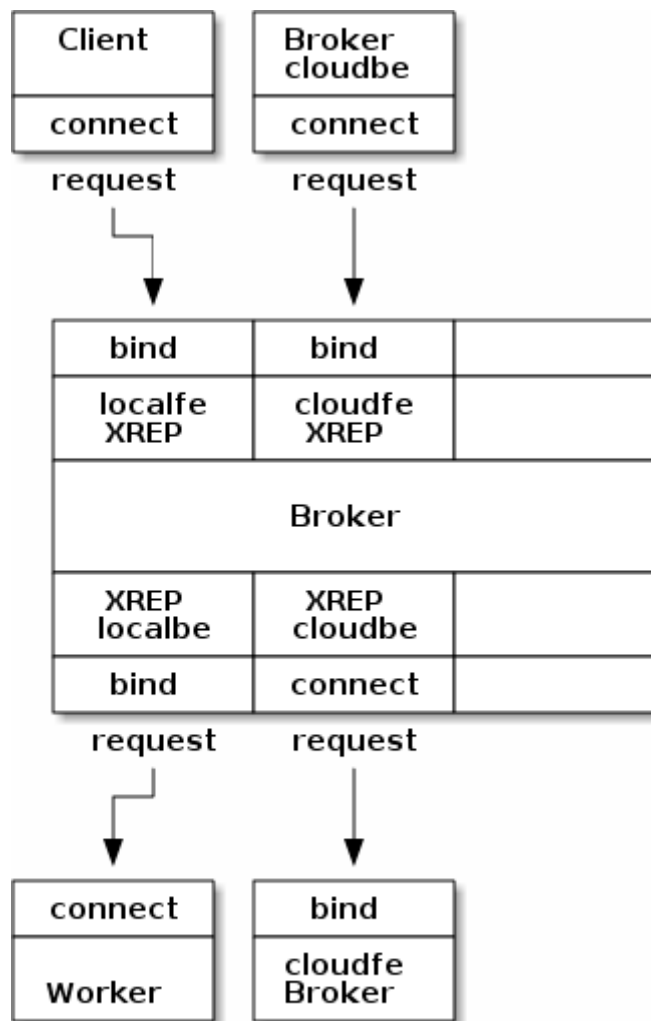 Client
Broker
cloudbe
connect
connect
request
request
bind
bind
localfe
XREP
cloudfe
XREP
Broker
XREP
localbe
XREP
cloudbe
bind
connect
request
request
connect
bind
Worker
cloudfe
Broker